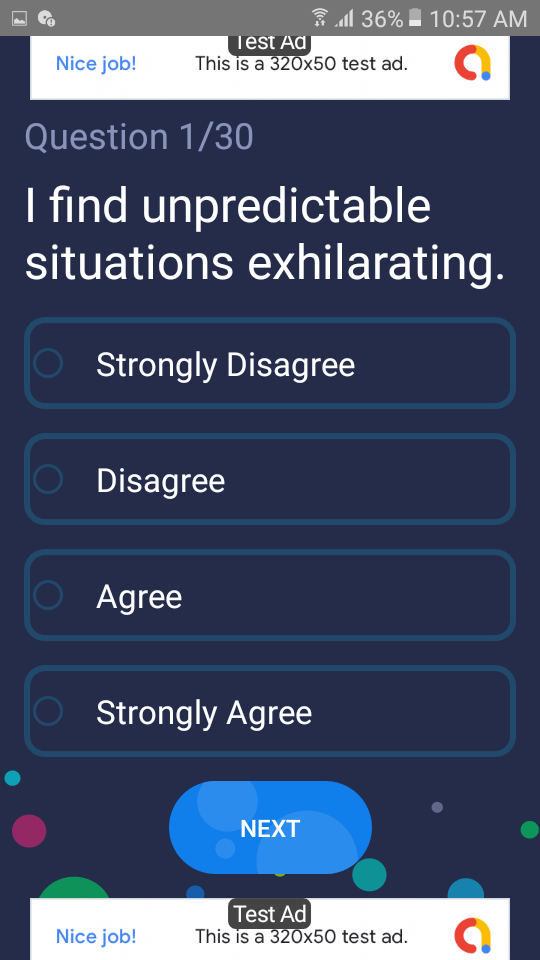 36% 10:57 AM
Test Ad
Nice job! This is a 320x50 test ad.
Question 1/30
I find unpredictable
situations exhilarating.
Strongly Disagree
Disagree
Agree
Strongly Agree
NEXT
Test Ad
Nice job! This is a 320x50 test ad.